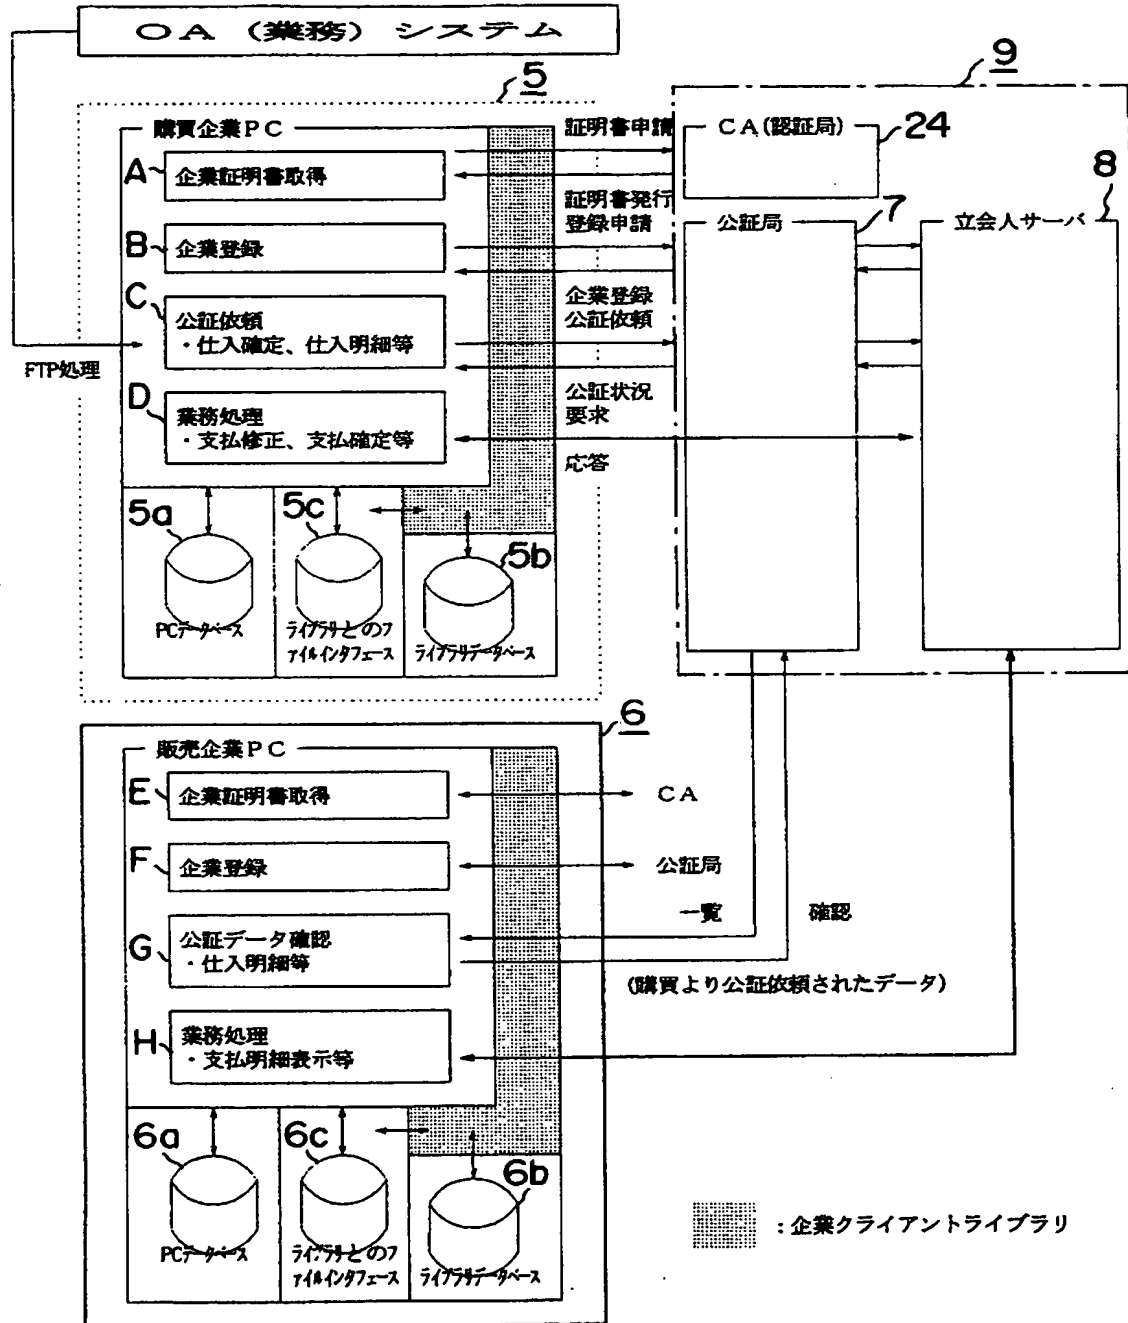 OA（業務）システム
5
9
購買企業PC
証明書申請
CA(認証局)
24
A
企業証明書取得
8
証明書発行
登録申請
公証局
7
立会人サーバ
B
企業登録
企業登録
公証依頼
C
公証依頼
・仕入確定、仕入明細等
FTP処理
公証状況
要求
D
業務処理
・支払修正、支払確定等
応答
5a
5c
5b
PCデータベース
ライブラリとのフ
ァイルインタフェース
ライブラリデータベース
6
販売企業PC
E
企業証明書取得
CA
F
企業登録
公証局
一覧
確認
G
公証データ確認
・仕入明細等
(購買より公証依頼されたデータ)
H
業務処理
・支払明細表示等
6a
6c
6b
PCデータベース
ライブラリとのフ
ァイルインタフェース
ライブラリデータベース
：企業クライアントライブラリ